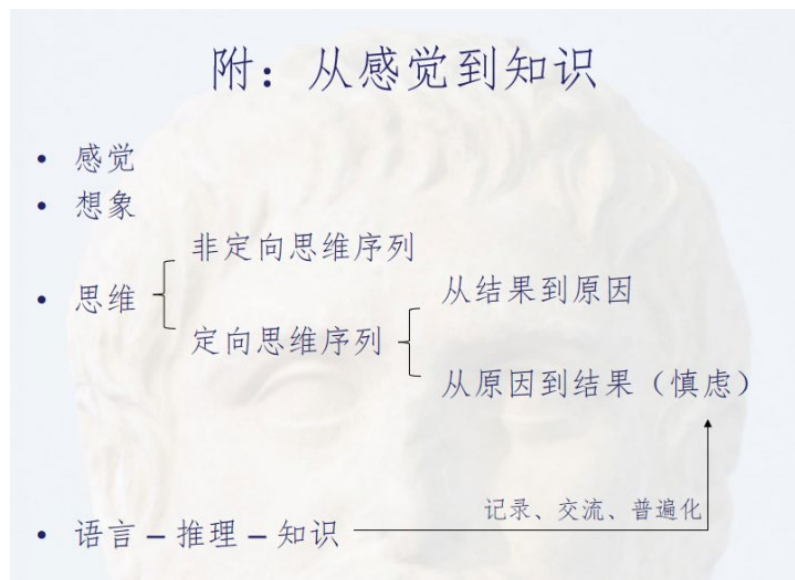 附：从感觉到知识
• 感觉
• 想象
非定向思维序列
• 思维
从结果到原因
定向思维序列
从原因到结果（慎虑）
记录、交流、普遍化
• 语言 – 推理 – 知识